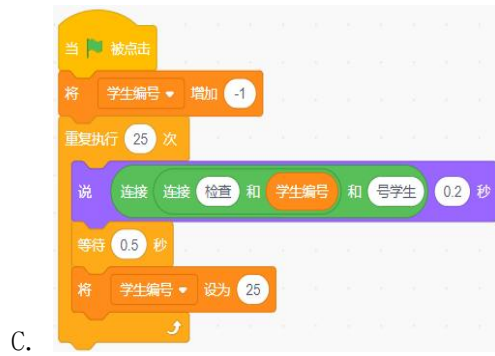 当 被点击
将 学生编号 增加 -1
重复执行 25 次
说 连接 连接 检查 和 学生编号 和 号学生 0.2 秒
等待 0.5 秒
将 学生编号 设为 25
C.